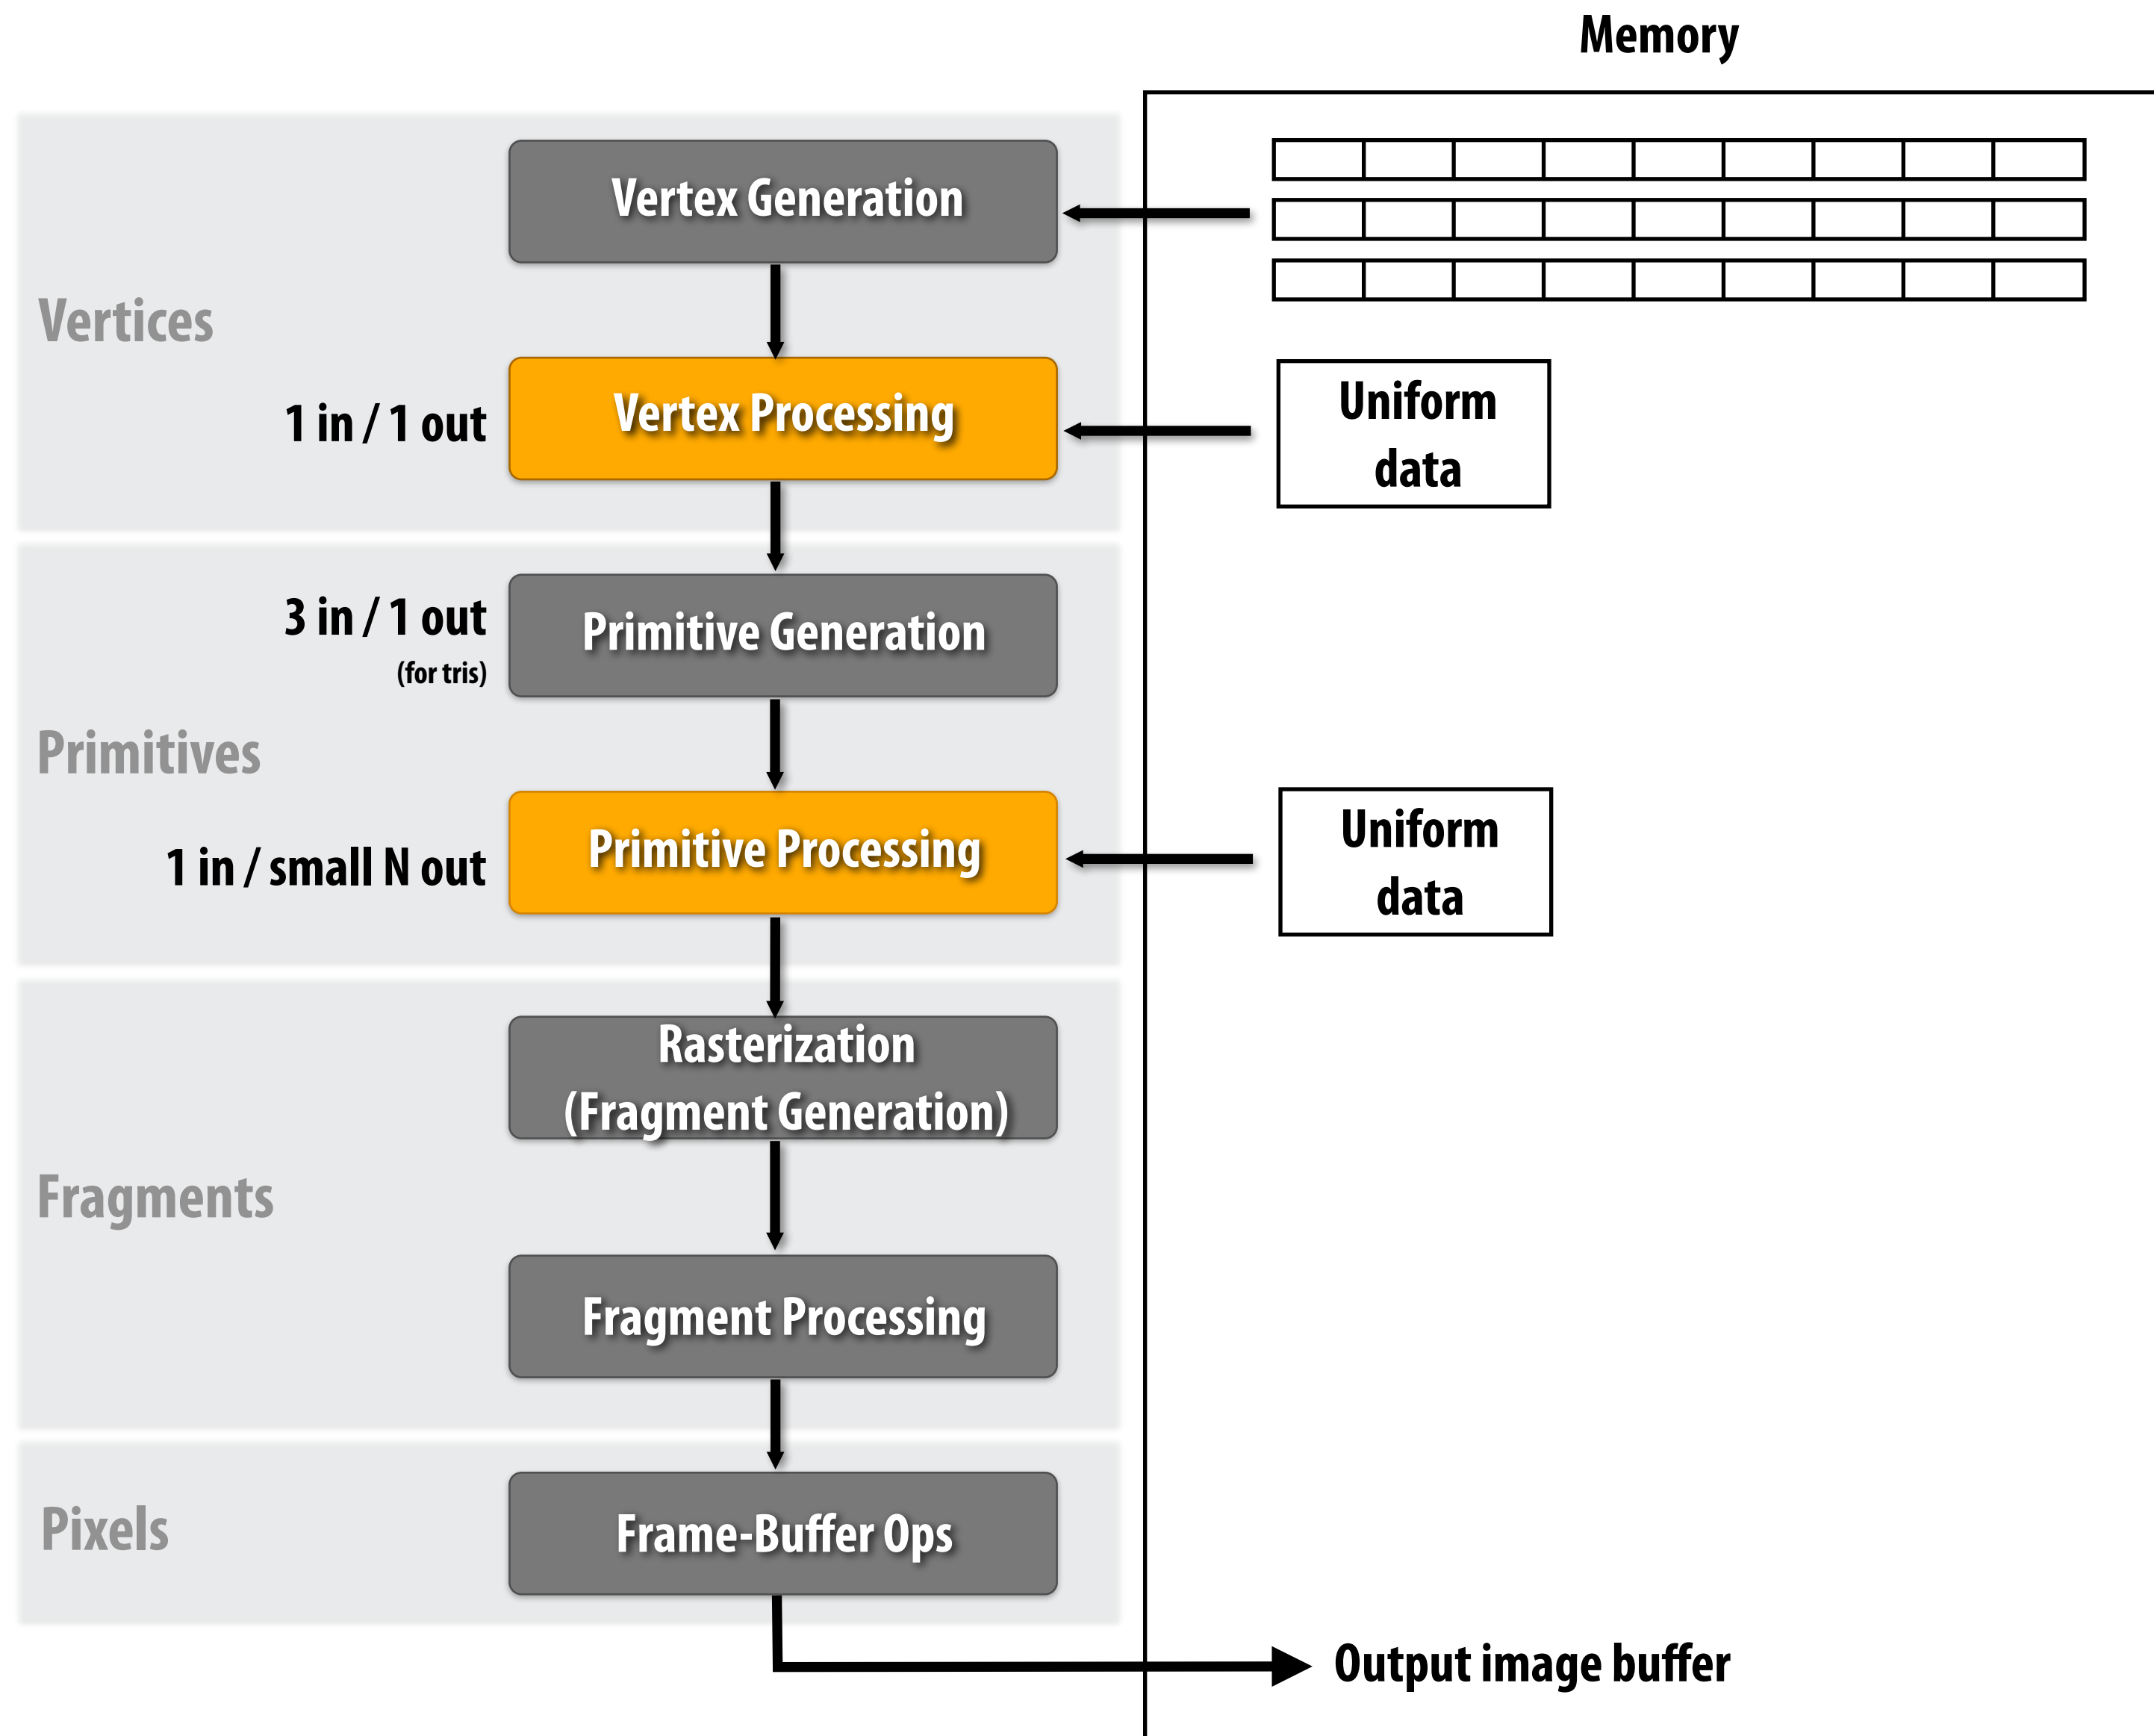 Memory
Vertex Generation
Vertices
1 in / 1 out
Vertex Processing
Uniform
data
3 in / 1 out
(for tris)
Primitive Generation
Primitives
1 in / small N out
Primitive Processing
Uniform
data
Rasterization
(Fragment Generation)
Fragments
Fragment Processing
Pixels
Frame-Buffer Ops
Output image buffer